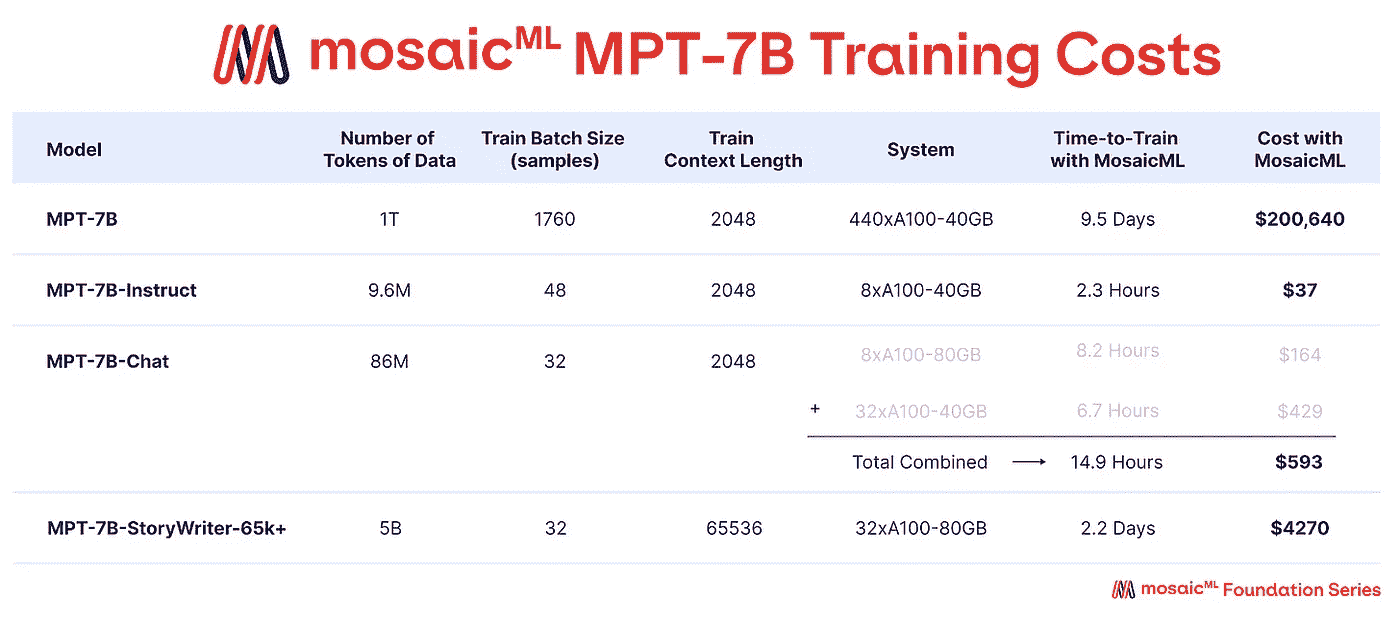 mosaicML MPT-7B Training Costs
Model Number of Tokens of Data Train Batch Size (samples) Train Context Length System Time-to-Train with MosaicML Cost with MosaicML
MPT-7B 1T 1760 2048 440xA100-40GB 9.5 Days $200,640
MPT-7B-Instruct 9.6M 48 2048 8xA100-40GB 2.3 Hours $37
MPT-7B-Chat 86M 32 2048 8xA100-80GB 8.2 Hours $164
+ 32xA100-40GB 6.7 Hours $429
Total Combined → 14.9 Hours $593
MPT-7B-StoryWriter-65k+ 5B 32 65536 32xA100-80GB 2.2 Days $4270
mosaicML Foundation Series